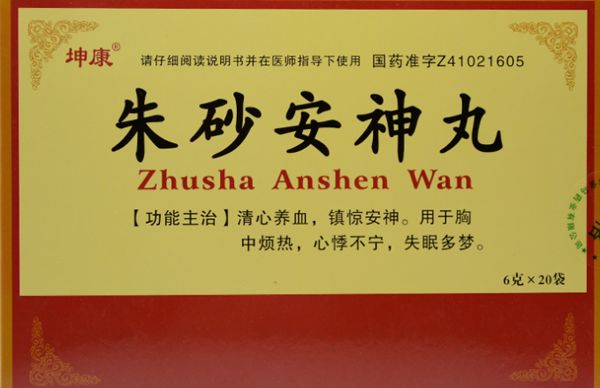 坤康® 请仔细阅读说明书并在医师指导下使用 国药准字Z41021605
朱砂安神丸
Zhusha Anshen Wan
【功能主治】清心养血，镇惊安神。用于胸
中烦热，心悸不宁，失眠多梦。
6克×20袋